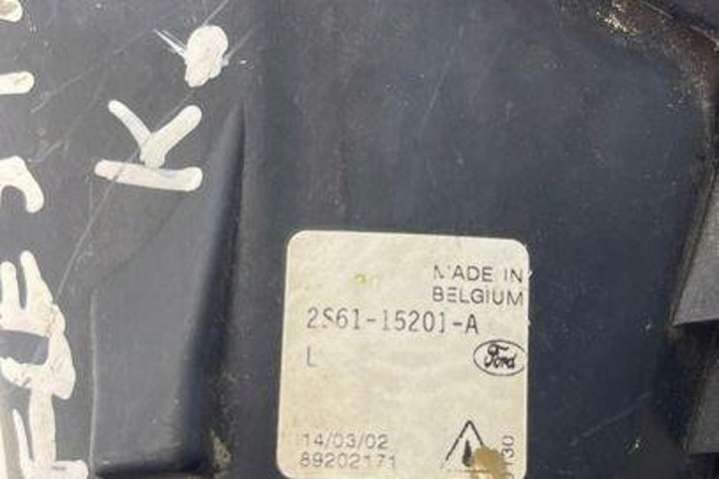 K.
MADE IN
BELGIUM
2S61-15201-A
L
Ford
14/03/02
89202171